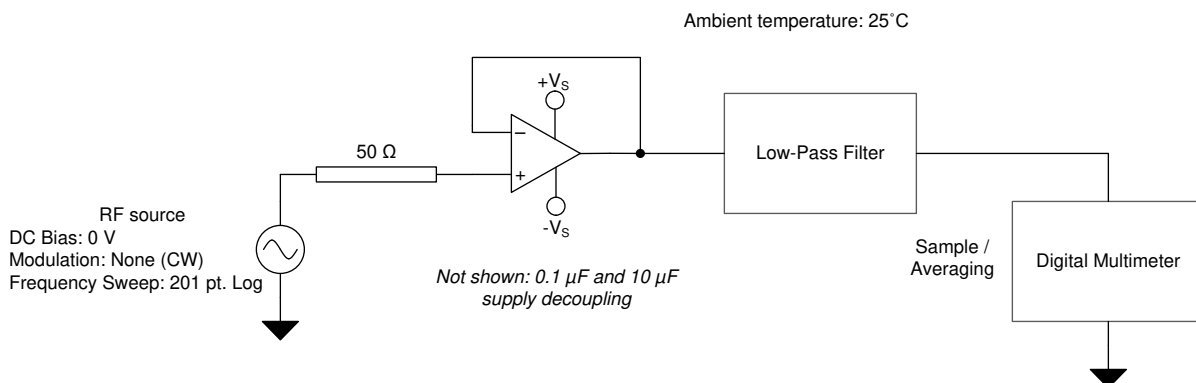 Ambient temperature: 25˚C
+VS
−
+
-VS
50 Ω
Low-Pass Filter
RF source
DC Bias: 0 V
Modulation: None (CW)
Frequency Sweep: 201 pt. Log
Not shown: 0.1 µF and 10 µF
supply decoupling
Sample /
Averaging
Digital Multimeter